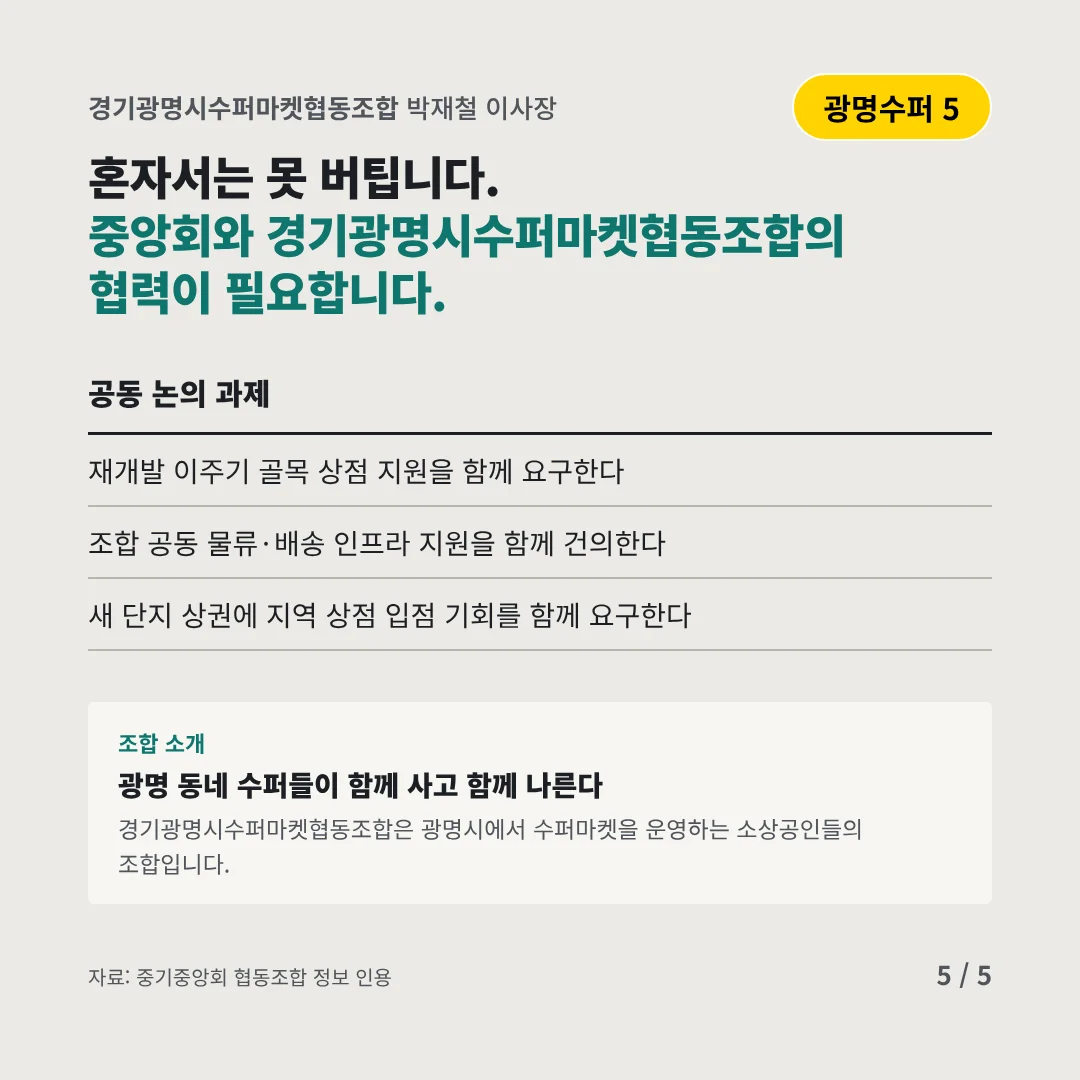 경기광명시수퍼마켓협동조합 박재철 이사장
광명수퍼 5
혼자서는 못 버팁니다.
중앙회와 경기광명시수퍼마켓협동조합의
협력이 필요합니다.
공동 논의 과제
재개발 이주기 골목 상점 지원을 함께 요구한다
조합 공동 물류·배송 인프라 지원을 함께 건의한다
새 단지 상권에 지역 상점 입점 기회를 함께 요구한다
조합 소개
광명 동네 수퍼들이 함께 사고 함께 나른다
경기광명시수퍼마켓협동조합은 광명시에서 수퍼마켓을 운영하는 소상공인들의
조합입니다.
자료: 중기중앙회 협동조합 정보 인용
5 / 5